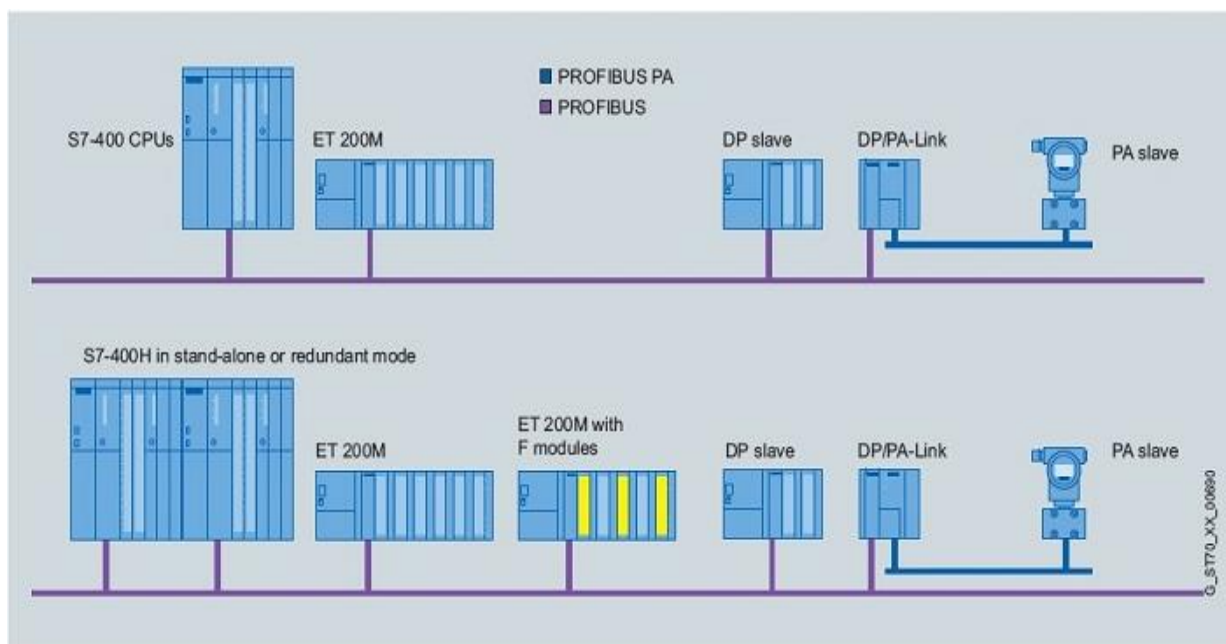 PROFIBUS PA
PROFIBUS
S7-400 CPUs
ET 200M
DP slave
DP/PA-Link
PA slave
S7-400H in stand-alone or redundant mode
ET 200M
ET 200M with
F modules
DP slave
DP/PA-Link
PA slave
G_ST70_XX_00690